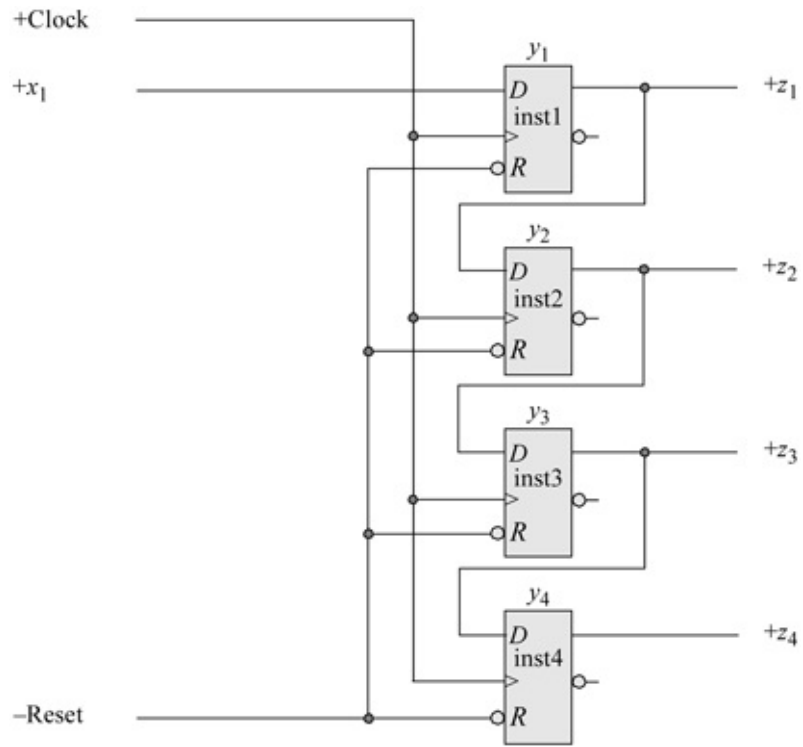 +Clock
y₁
+x₁
D
+z₁
inst1
R
y₂
D
+z₂
inst2
R
y₃
D
+z₃
inst3
R
y₄
D
+z₄
inst4
–Reset
R